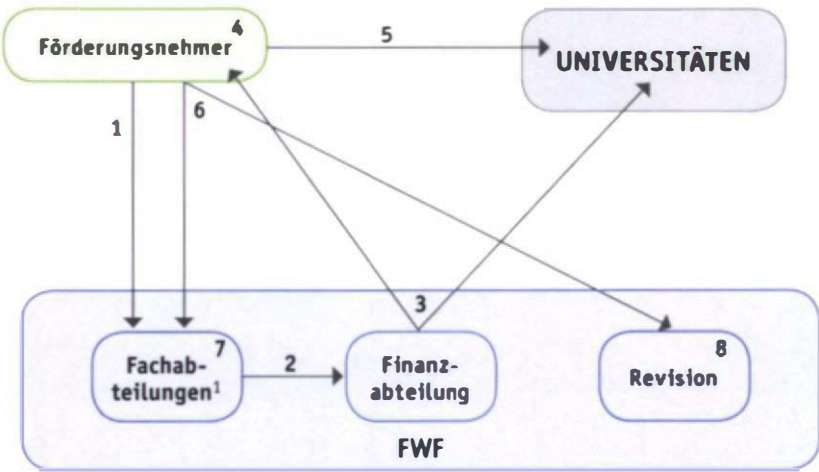 4
Förderungsnehmer
5
UNIVERSITÄTEN
1
6
3
7
Fachab-
teilungen¹
2
Finanz-
abteilung
8
Revision
FWF